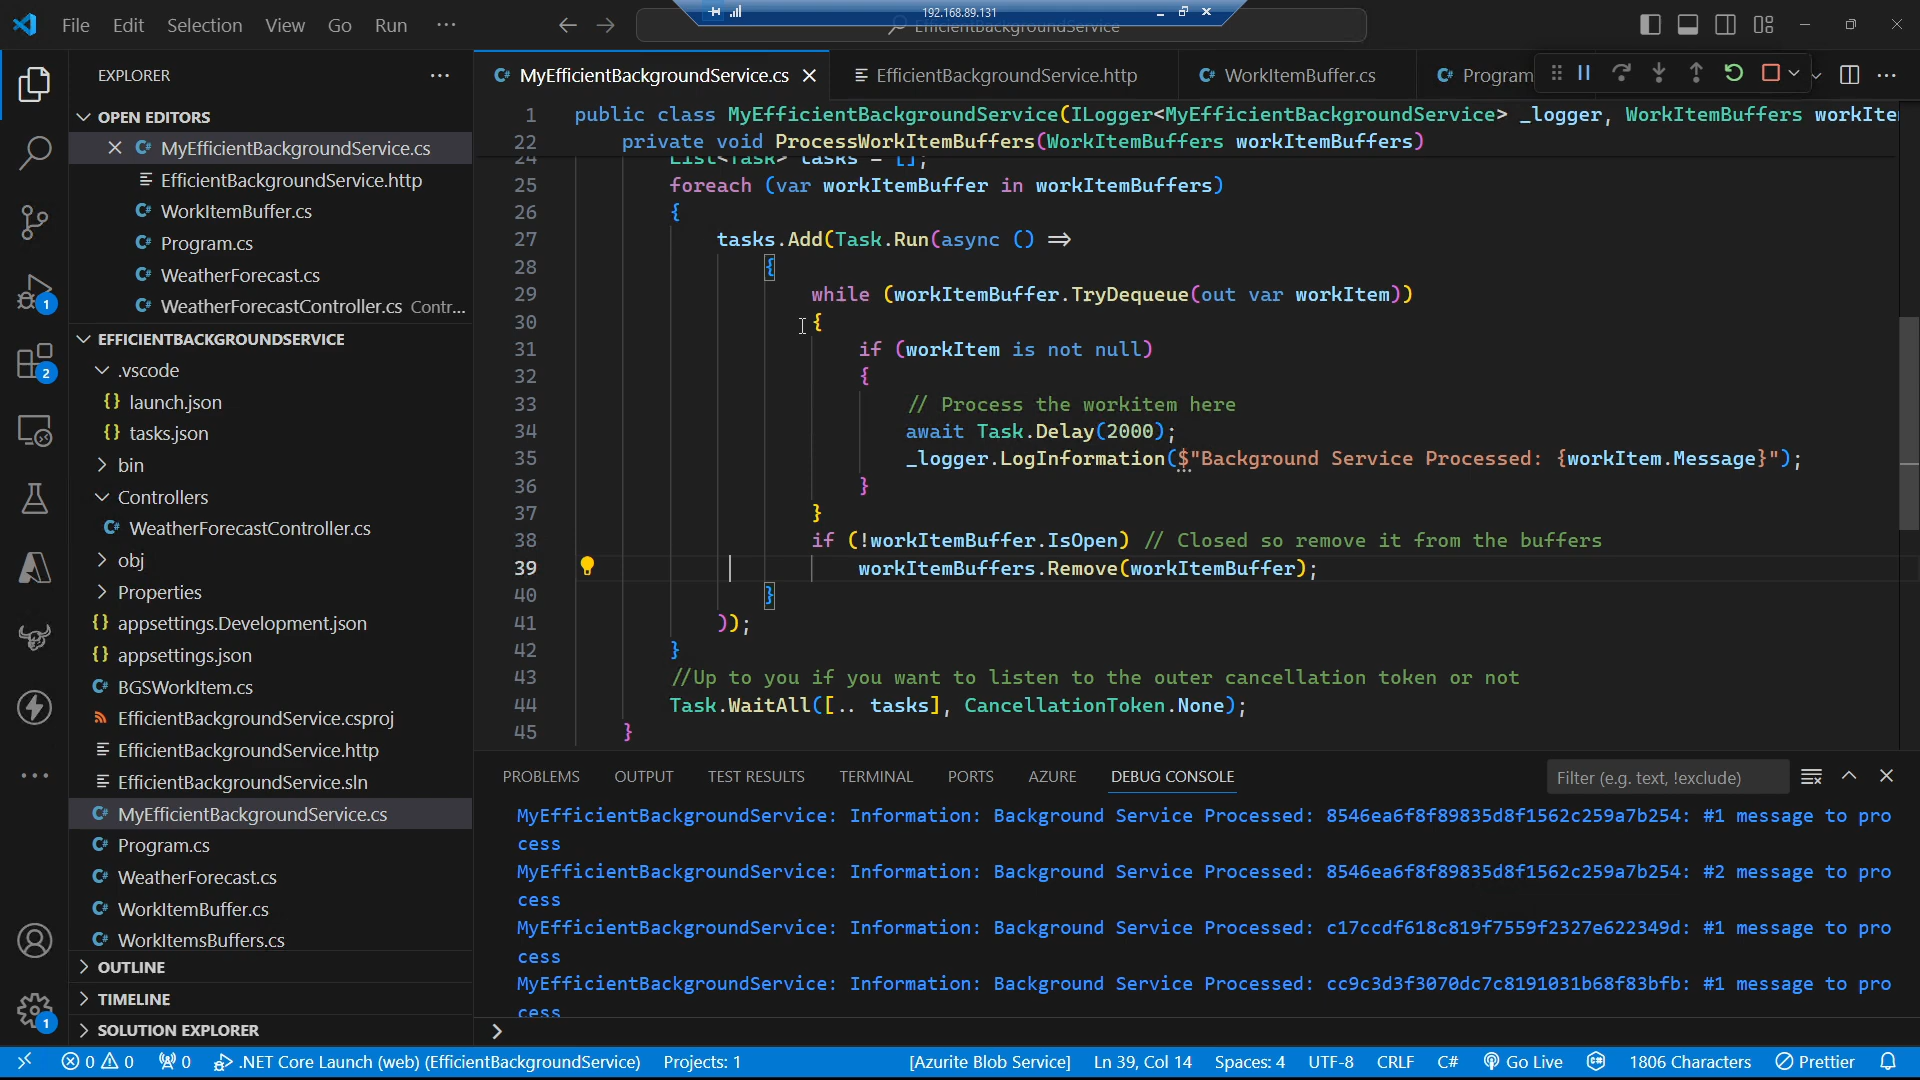 File Edit Selection View Go Run ···
192.168.89.131
EfficientBackgroundService
EXPLORER
OPEN EDITORS
MyEfficientBackgroundService.cs
EfficientBackgroundService.http
WorkItemBuffer.cs
Program.cs
WeatherForecast.cs
WeatherForecastController.cs Contr...
EFFICIENTBACKGROUNDSERVICE
.vscode
{} launch.json
{} tasks.json
bin
Controllers
WeatherForecastController.cs
obj
Properties
{} appsettings.Development.json
{} appsettings.json
BGSWorkItem.cs
EfficientBackgroundService.csproj
EfficientBackgroundService.http
EfficientBackgroundService.sln
MyEfficientBackgroundService.cs
Program.cs
WeatherForecast.cs
WorkItemBuffer.cs
WorkItemsBuffers.cs
OUTLINE
TIMELINE
SOLUTION EXPLORER
1
2
1
MyEfficientBackgroundService.cs EfficientBackgroundService.http WorkItemBuffer.cs Program
1 public class MyEfficientBackgroundService(ILogger<MyEfficientBackgroundService> _logger, WorkItemBuffers workIte
22 private void ProcessWorkItemBuffers(WorkItemBuffers workItemBuffers)
24 List<Task> tasks = [];
25 foreach (var workItemBuffer in workItemBuffers)
26 {
27 tasks.Add(Task.Run(async () =>
28 {
29 while (workItemBuffer.TryDequeue(out var workItem))
30 {
31 if (workItem is not null)
32 {
33 // Process the workitem here
34 await Task.Delay(2000);
35 _logger.LogInformation($"Background Service Processed: {workItem.Message}");
36 }
37 }
38 if (!workItemBuffer.IsOpen) // Closed so remove it from the buffers
39 workItemBuffers.Remove(workItemBuffer);
40 }
41 ));
42 }
43 //Up to you if you want to listen to the outer cancellation token or not
44 Task.WaitAll([.. tasks], CancellationToken.None);
45 }
PROBLEMS OUTPUT TEST RESULTS TERMINAL PORTS AZURE DEBUG CONSOLE Filter (e.g. text, !exclude)
MyEfficientBackgroundService: Information: Background Service Processed: 8546ea6f8f89835d8f1562c259a7b254: #1 message to pro
cess
MyEfficientBackgroundService: Information: Background Service Processed: 8546ea6f8f89835d8f1562c259a7b254: #2 message to pro
cess
MyEfficientBackgroundService: Information: Background Service Processed: c17ccdf618c819f7559f2327e622349d: #1 message to pro
cess
MyEfficientBackgroundService: Information: Background Service Processed: cc9c3d3f3070dc7c8191031b68f83bfb: #1 message to pro
cess
0 0 0 .NET Core Launch (web) (EfficientBackgroundService) Projects: 1 [Azurite Blob Service] Ln 39, Col 14 Spaces: 4 UTF-8 CRLF C# Go Live 1806 Characters Prettier